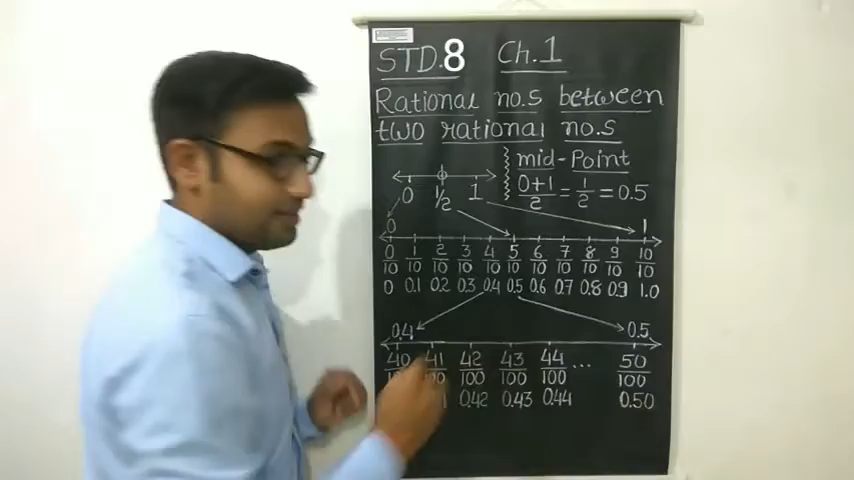 STD.8 Ch.1
Rational no.s between
two rational no.s
mid-Point
0 1/2 1
0+1/2 = 1/2 = 0.5
0 1
0/10 1/10 2/10 3/10 4/10 5/10 6/10 7/10 8/10 9/10 10/10
0 0.1 0.2 0.3 0.4 0.5 0.6 0.7 0.8 0.9 1.0
0.4 0.5
40 41/100 42/100 43/100 44/100 ... 50/100
0.42 0.43 0.44 0.50